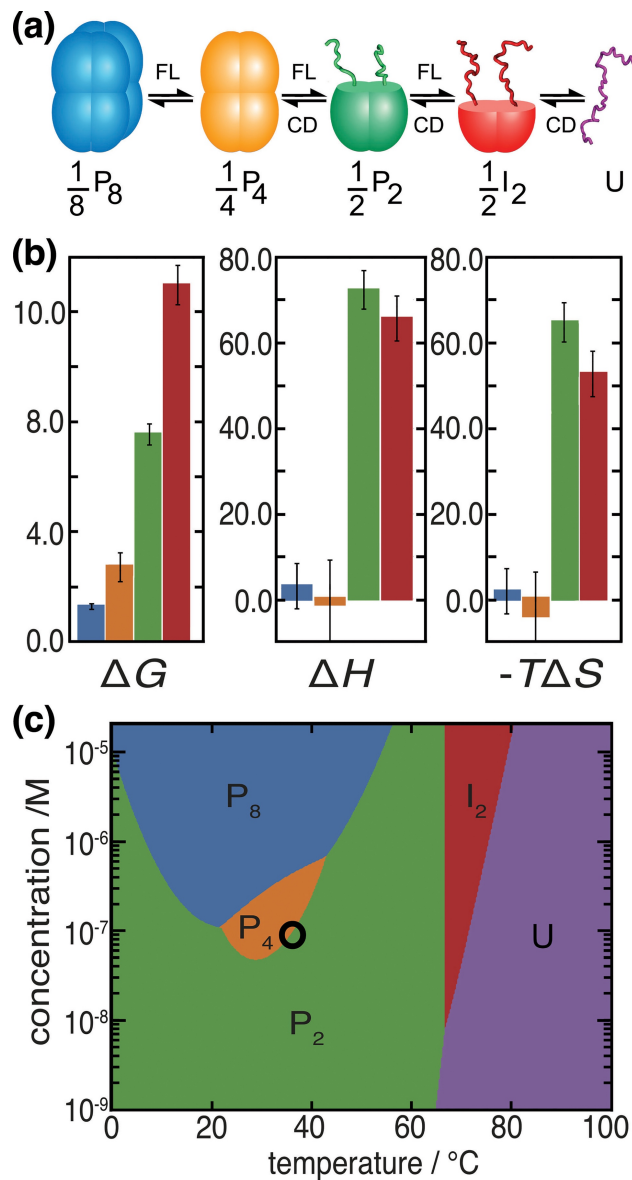 (a)
FL FL FL
CD CD CD
1/8 P₈ 1/4 P₄ 1/2 P₂ 1/2 I₂ U
(b)
80.0 80.0
10.0
60.0 60.0
8.0
40.0 40.0
4.0
20.0 20.0
0.0 0.0
0.0
ΔG ΔH -TΔS
(c)
10⁻⁵
P₈ I₂
10⁻⁶
10⁻⁷
P₄ U
P₂
10⁻⁸
10⁻⁹
concentration /M
0 20 40 60 80 100
temperature / °C